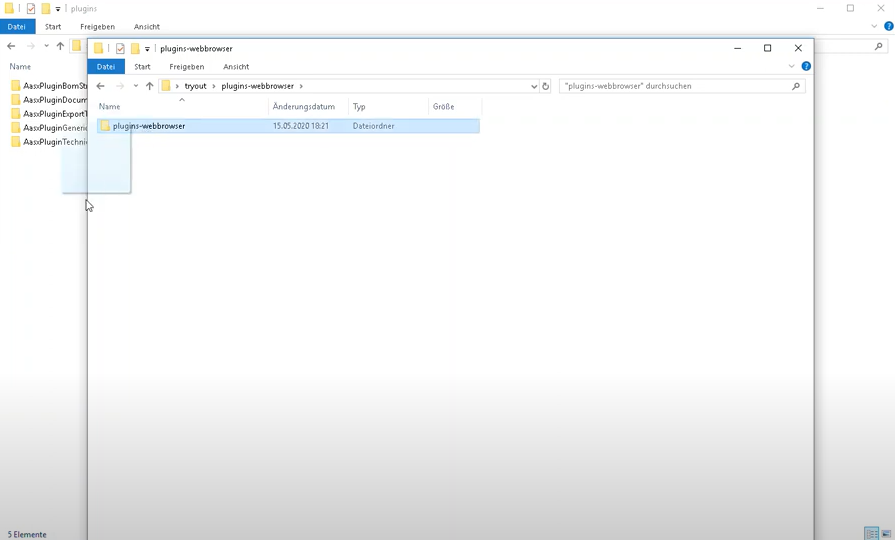 plugins
Datei Start Freigeben Ansicht
plugins-webbrowser
Datei Start Freigeben Ansicht
tryout > plugins-webbrowser >
"plugins-webbrowser" durchsuchen
Name
Name Änderungsdatum Typ Größe
AasxPluginBomStr
plugins-webbrowser 15.05.2020 18:21 Dateiordner
AasxPluginDocum
AasxPluginExportT
AasxPluginGeneric
AasxPluginTechnic
5 Elemente